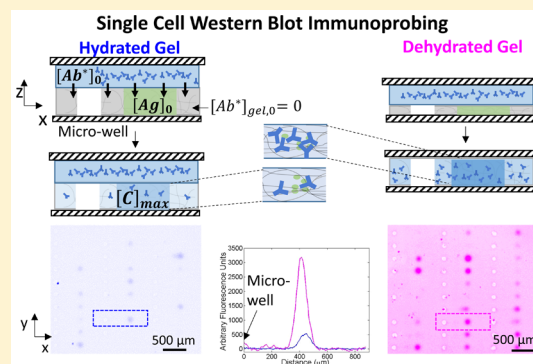 Single Cell Western Blot Immunoprobing
Hydrated Gel
Dehydrated Gel
[Ab*]₀
[Ag]₀
[Ab*]gel,0 = 0
Z
X
Micro-well
[C]max
Arbitrary Fluorescence Units
3500
3000
2500
2000
1500
1000
500
0
Micro-
well
0
200
400
600
800
Distance (μm)
y
x
500 μm
500 μm